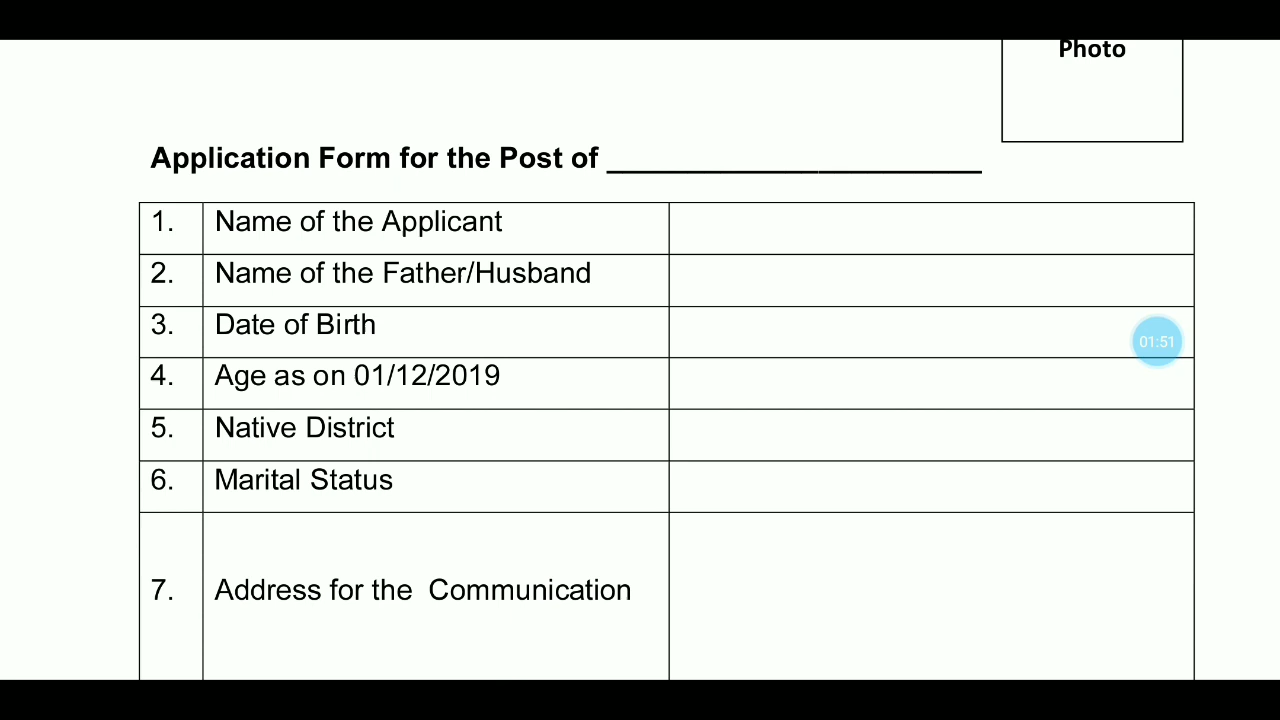 Photo
Application Form for the Post of _______________________
1. Name of the Applicant
2. Name of the Father/Husband
3. Date of Birth
01:51
4. Age as on 01/12/2019
5. Native District
6. Marital Status
7. Address for the  Communication